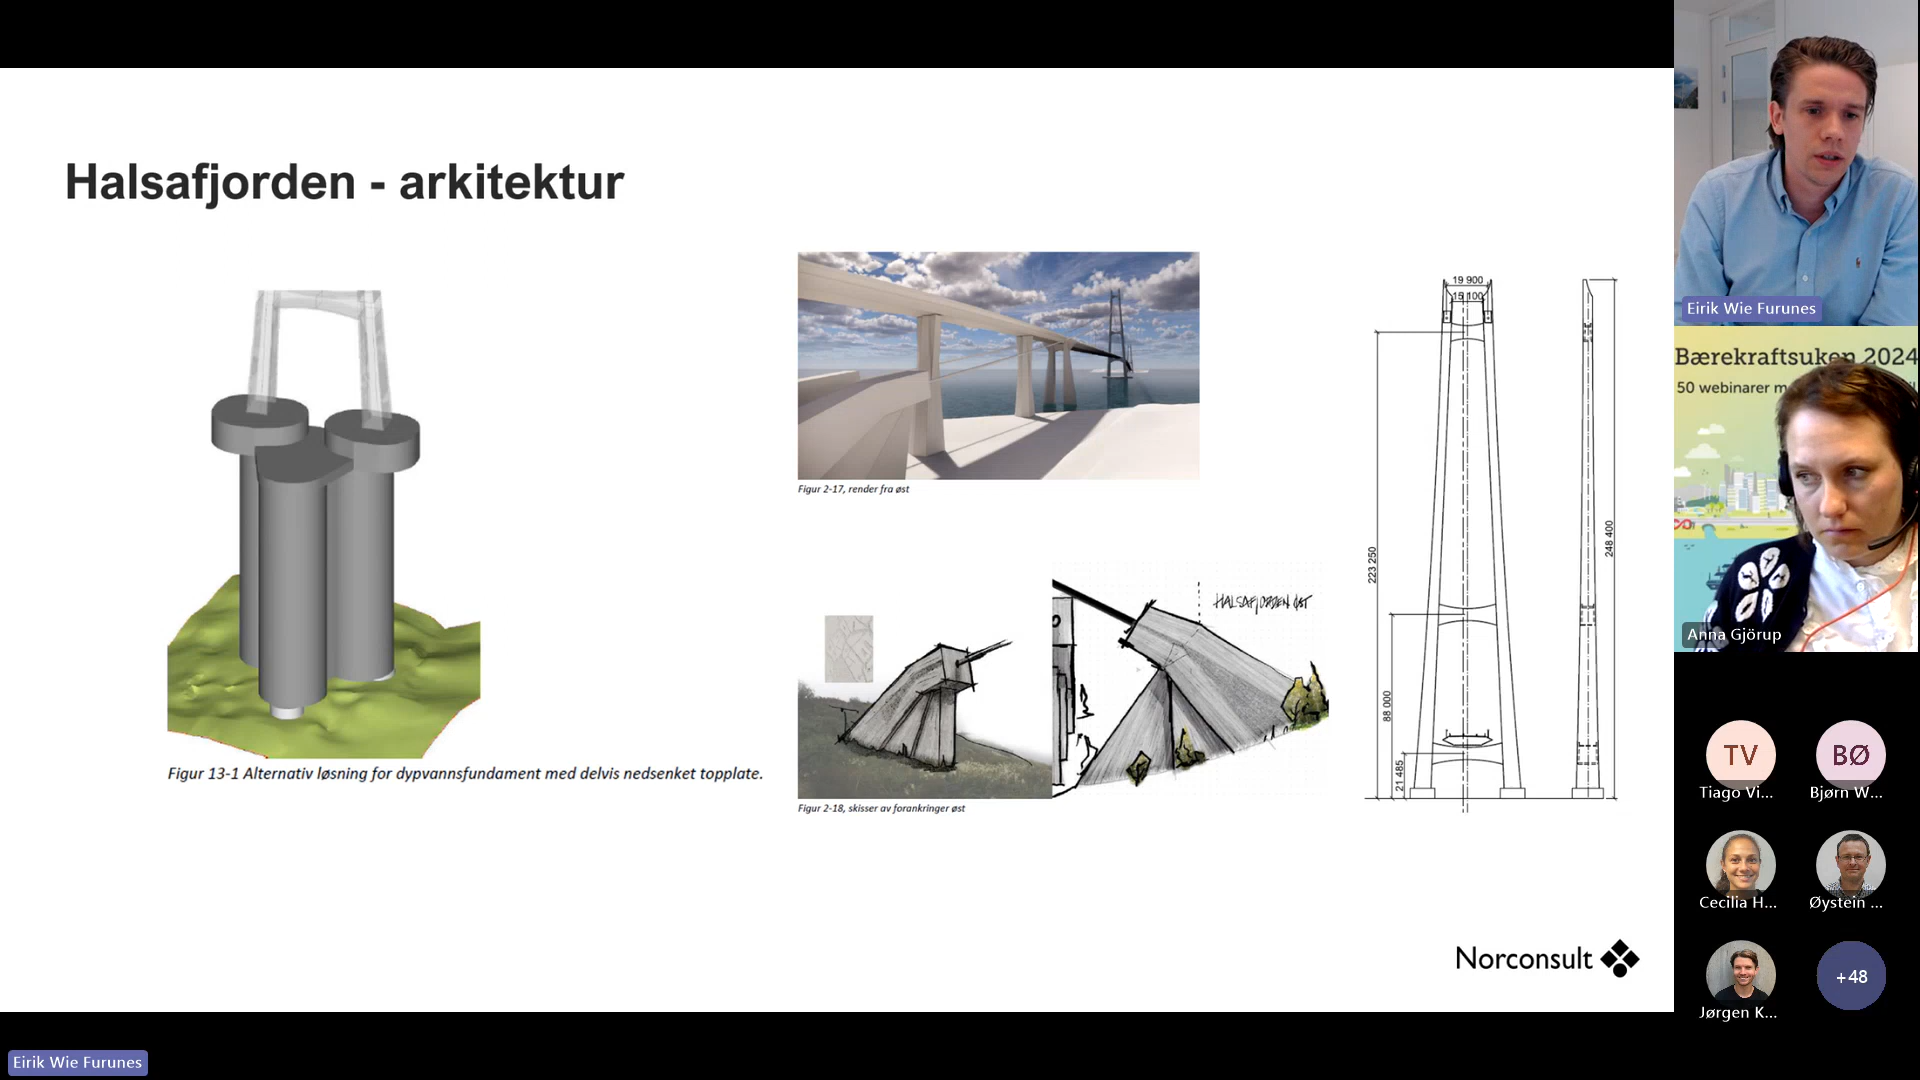 Halsafjorden - arkitektur
Figur 13-1 Alternativ løsning for dypvannsfundament med delvis nedsenket topplate.
Figur 2-17, render fra øst
HALSAFJORDEN ØST
Figur 2-18, skisser av forankringer øst
19 900
15 100
223 250
88 000
21 485
248 400
Norconsult
Eirik Wie Furunes
Bærekraftsuken 2024
50 webinarer m
Anna Gjörup
TV
Tiago Vi...
BØ
Bjørn W...
Cecilia H...
Øystein ...
Jørgen K...
+48
Eirik Wie Furunes